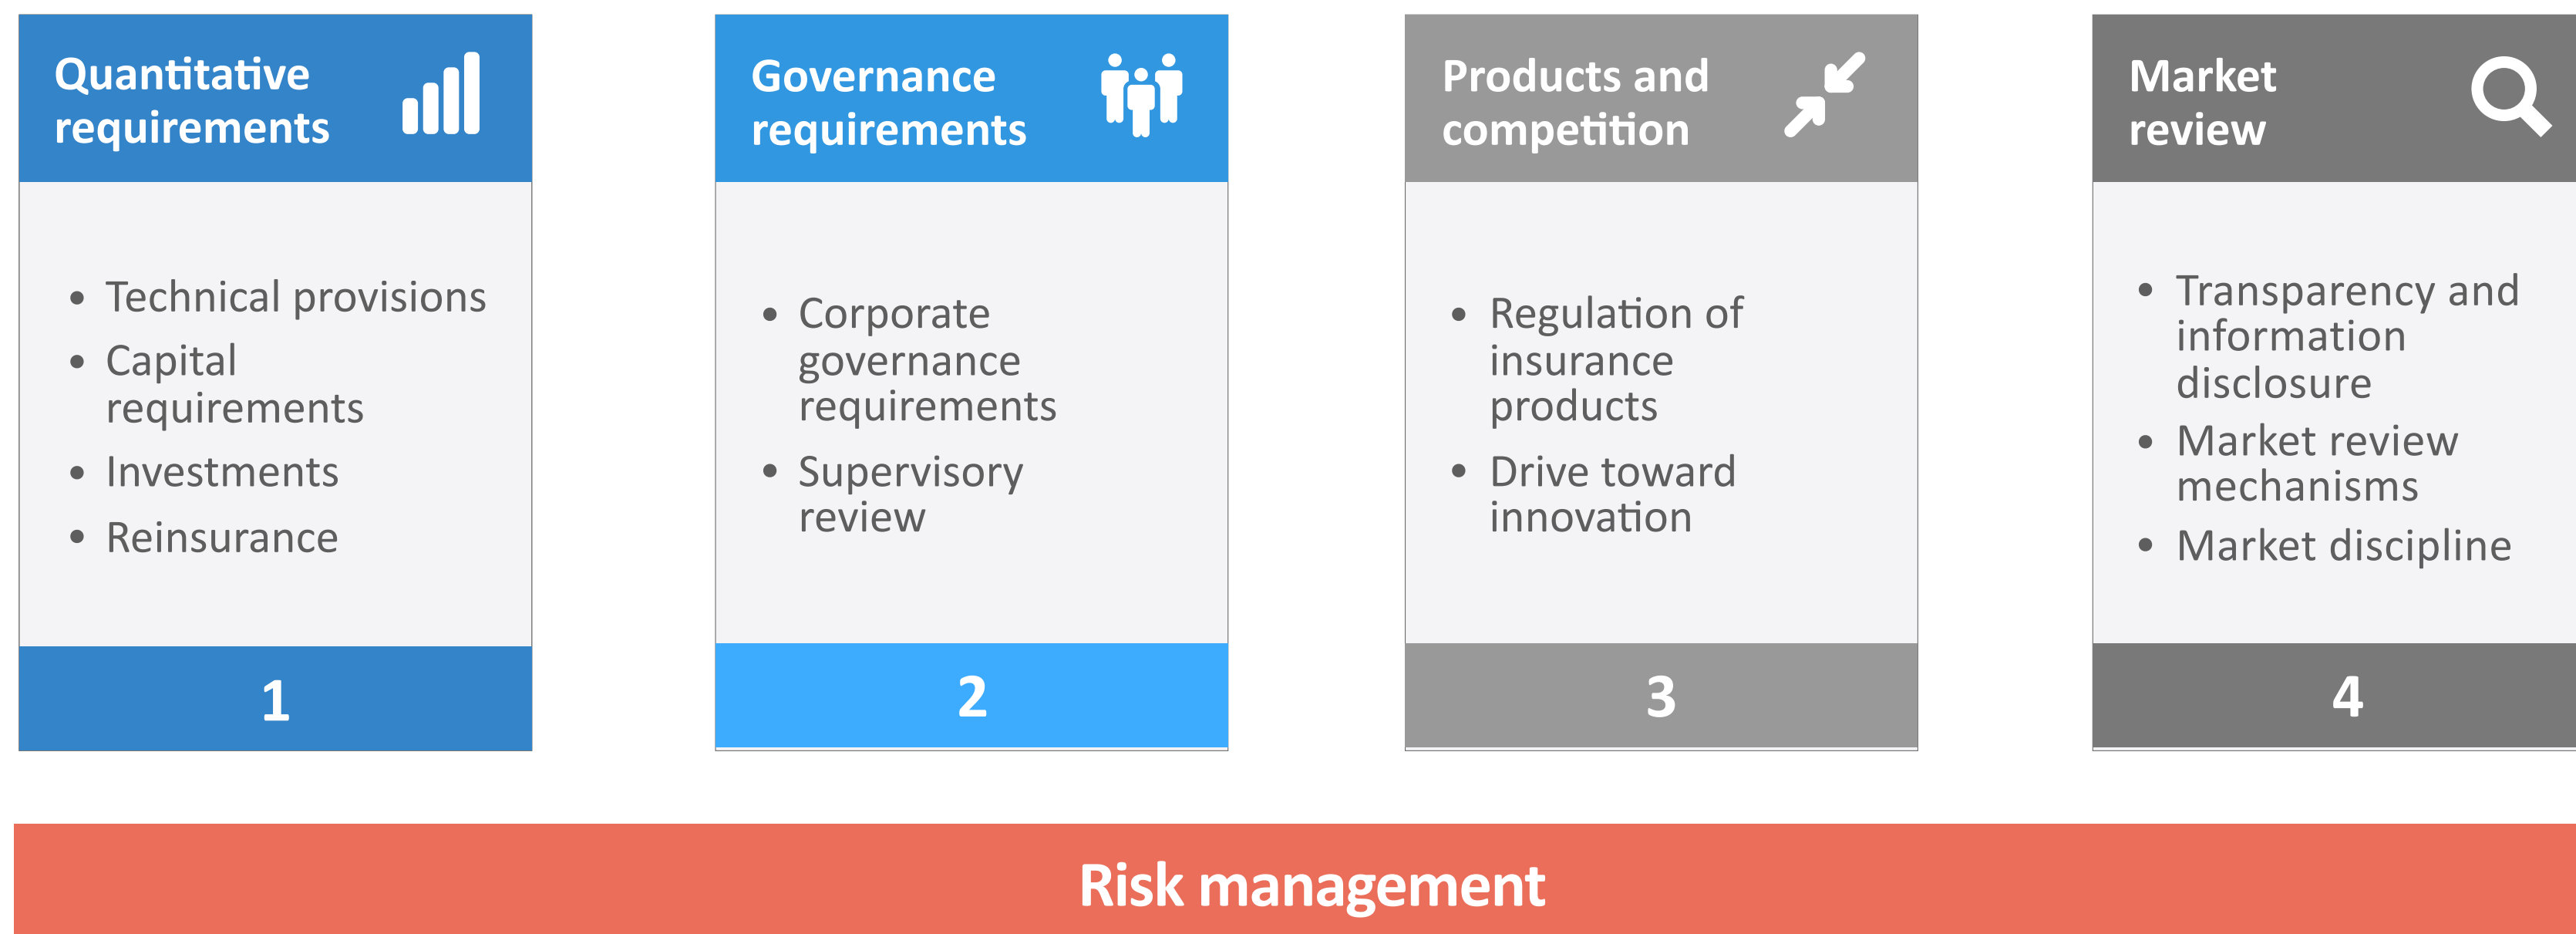 Quantitative
requirements
• Technical provisions
• Capital
requirements
• Investments
• Reinsurance
1
Governance
requirements
• Corporate
governance
requirements
• Supervisory
review
2
Products and
competition
• Regulation of
insurance
products
• Drive toward
innovation
3
Market
review
• Transparency and
information
disclosure
• Market review
mechanisms
• Market discipline
4
Risk management